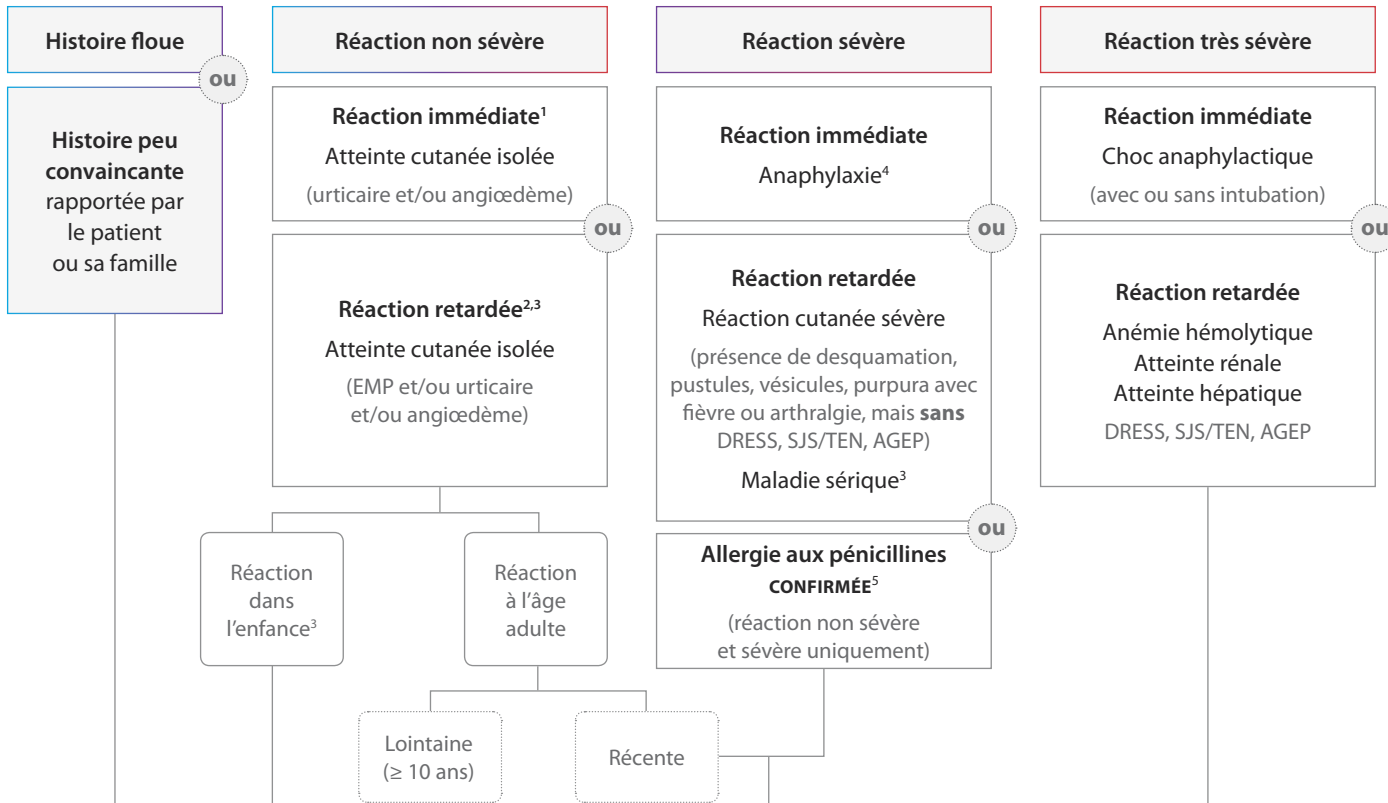 Histoire floue
ou
Histoire peu
convaincante
rapportée par
le patient
ou sa famille
Réaction non sévère
Réaction immédiate¹
Atteinte cutanée isolée
(urticaire et/ou angiœdème)
ou
Réaction retardée²,³
Atteinte cutanée isolée
(EMP et/ou urticaire
et/ou angiœdème)
Réaction
dans
l'enfance³
Réaction
à l'âge
adulte
Lointaine
(≥ 10 ans)
Récente
Réaction sévère
Réaction immédiate
Anaphylaxie⁴
ou
Réaction retardée
Réaction cutanée sévère
(présence de desquamation,
pustules, vésicules, purpura avec
fièvre ou arthralgie, mais sans
DRESS, SJS/TEN, AGEP)
Maladie sérique³
ou
Allergie aux pénicillines
CONFIRMÉE⁵
(réaction non sévère
et sévère uniquement)
Réaction très sévère
Réaction immédiate
Choc anaphylactique
(avec ou sans intubation)
ou
Réaction retardée
Anémie hémolytique
Atteinte rénale
Atteinte hépatique
DRESS, SJS/TEN, AGEP